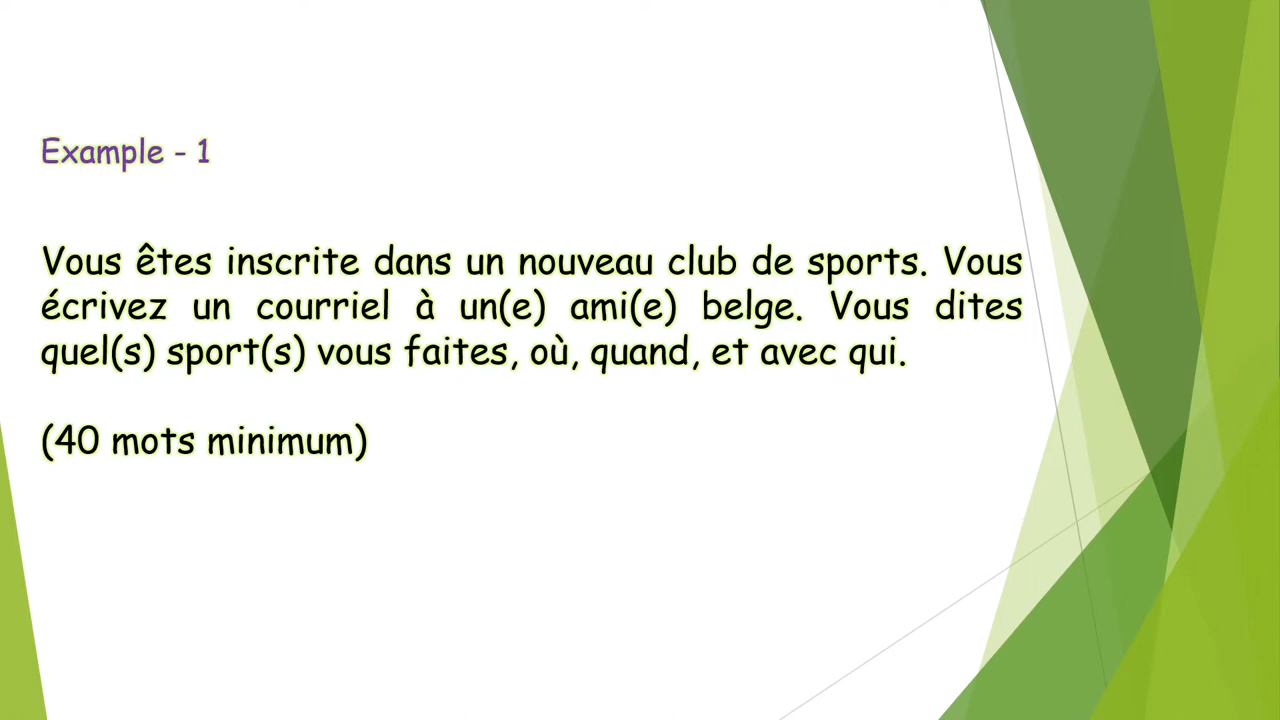 Example - 1
Vous êtes inscrite dans un nouveau club de sports. Vous
écrivez un courriel à un(e) ami(e) belge. Vous dites
quel(s) sport(s) vous faites, où, quand, et avec qui.
(40 mots minimum)